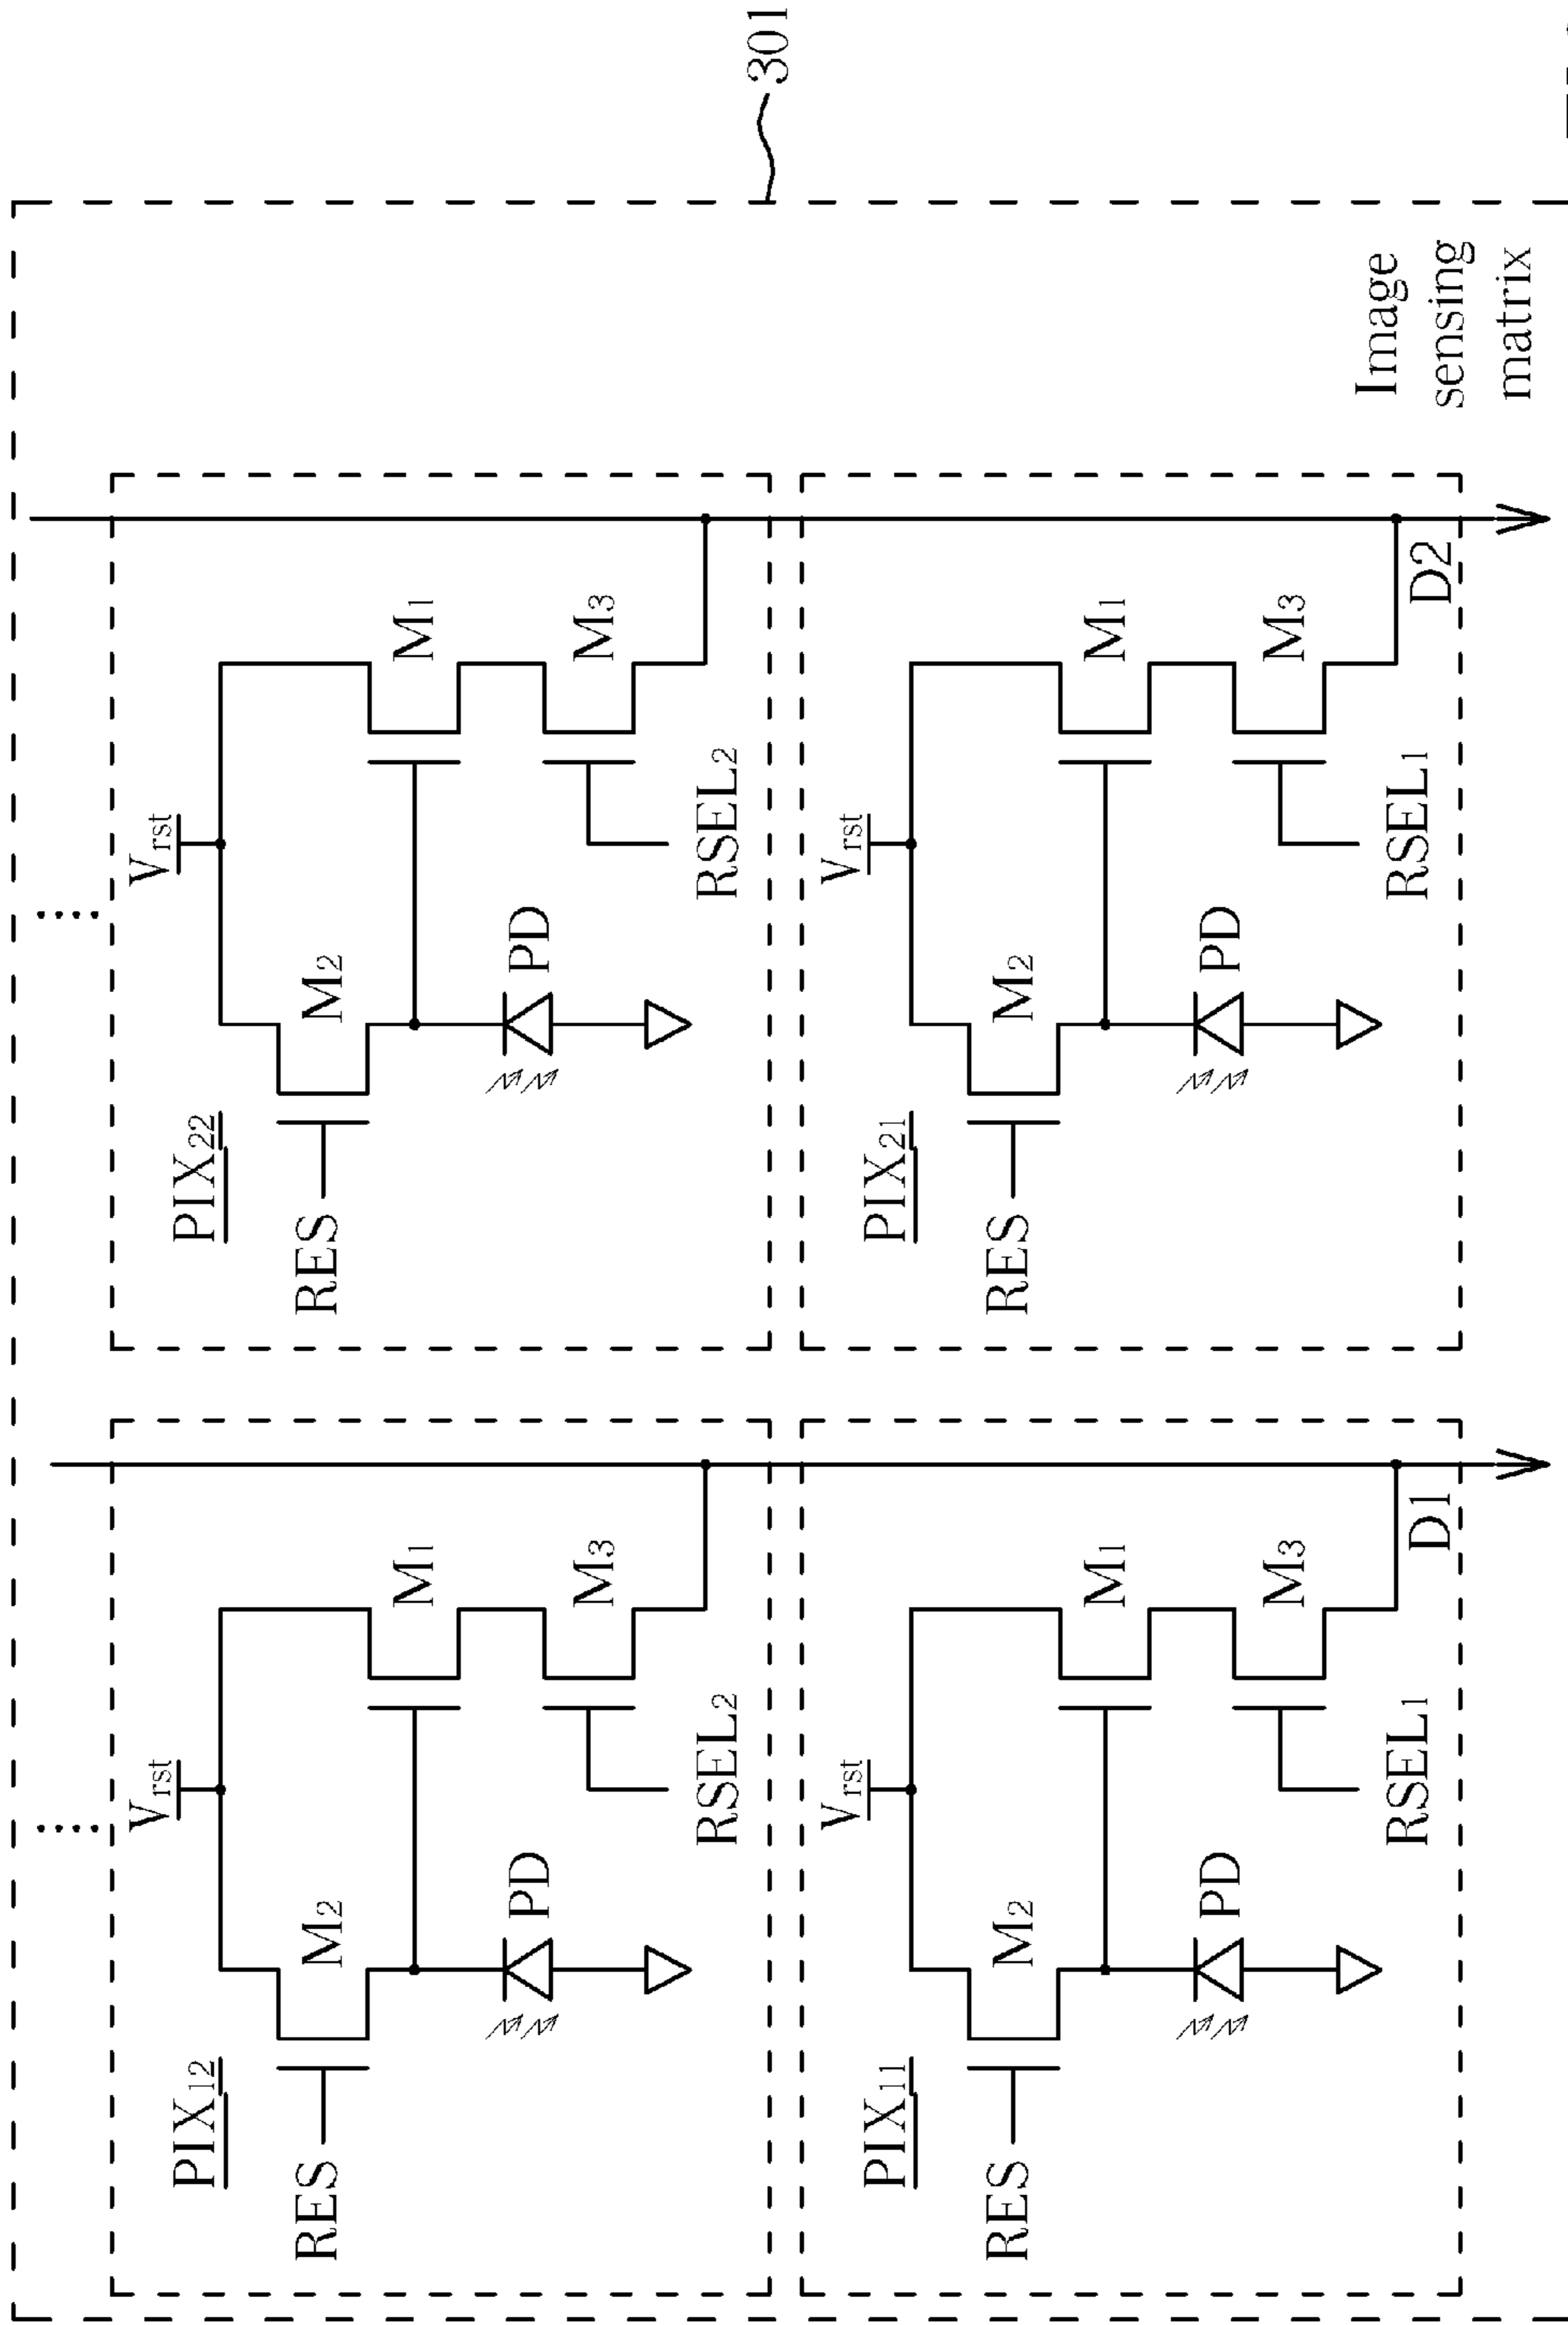 PIX12
Vrst
M2
RES
M1
PD
M3
RSEL2
PIX22
Vrst
M2
RES
M1
PD
M3
RSEL2
301
PIX11
Vrst
M2
RES
M1
PD
M3
RSEL1
D1
PIX21
Vrst
M2
RES
M1
PD
M3
RSEL1
D2
Image
sensing
matrix